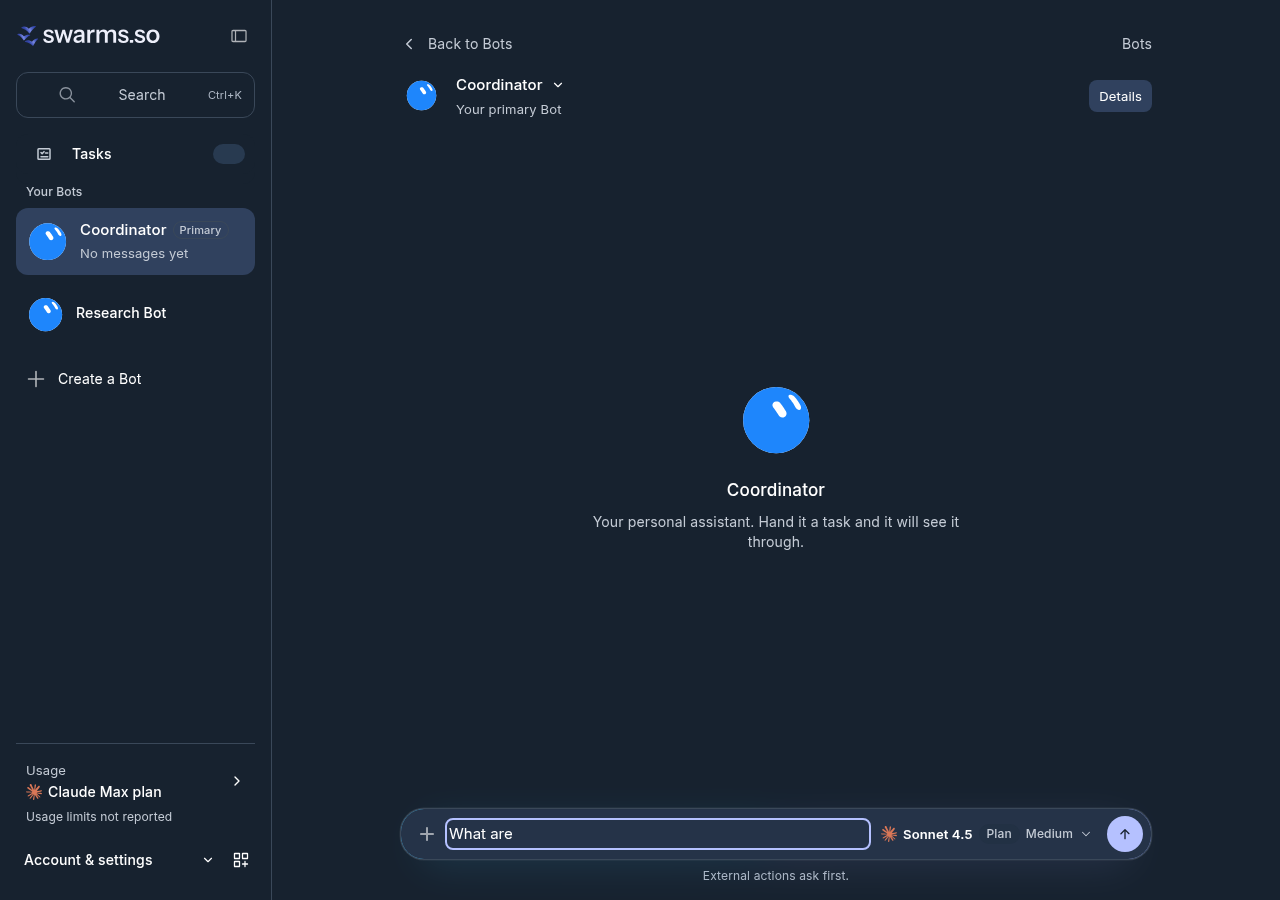 swarms.so
Search Ctrl+K
Tasks
Your Bots
Coordinator Primary
No messages yet
Research Bot
Create a Bot
Usage
Claude Max plan
Usage limits not reported
Account & settings
Back to Bots
Bots
Coordinator
Your primary Bot
Details
Coordinator
Your personal assistant. Hand it a task and it will see it
through.
What are
Sonnet 4.5 Plan Medium
External actions ask first.